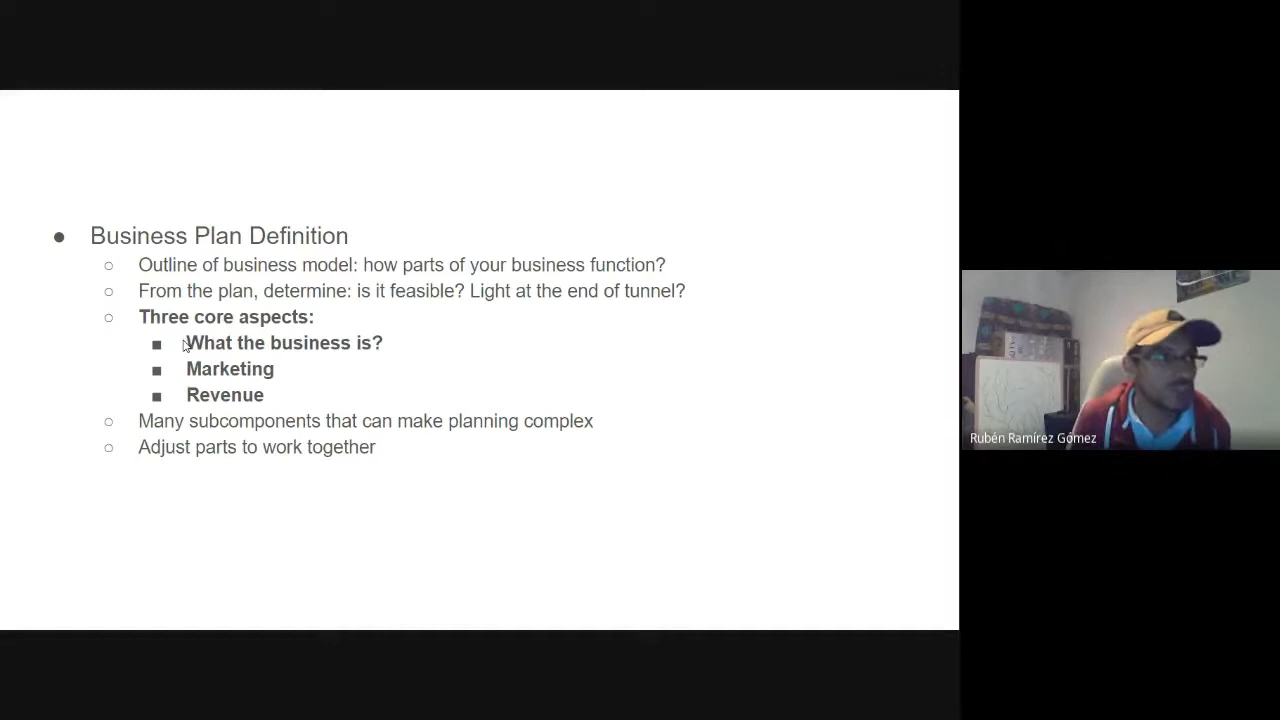 Business Plan Definition
Outline of business model: how parts of your business function?
From the plan, determine: is it feasible? Light at the end of tunnel?
Three core aspects:
What the business is?
Marketing
Revenue
Many subcomponents that can make planning complex
Adjust parts to work together
Rubén Ramírez Gómez